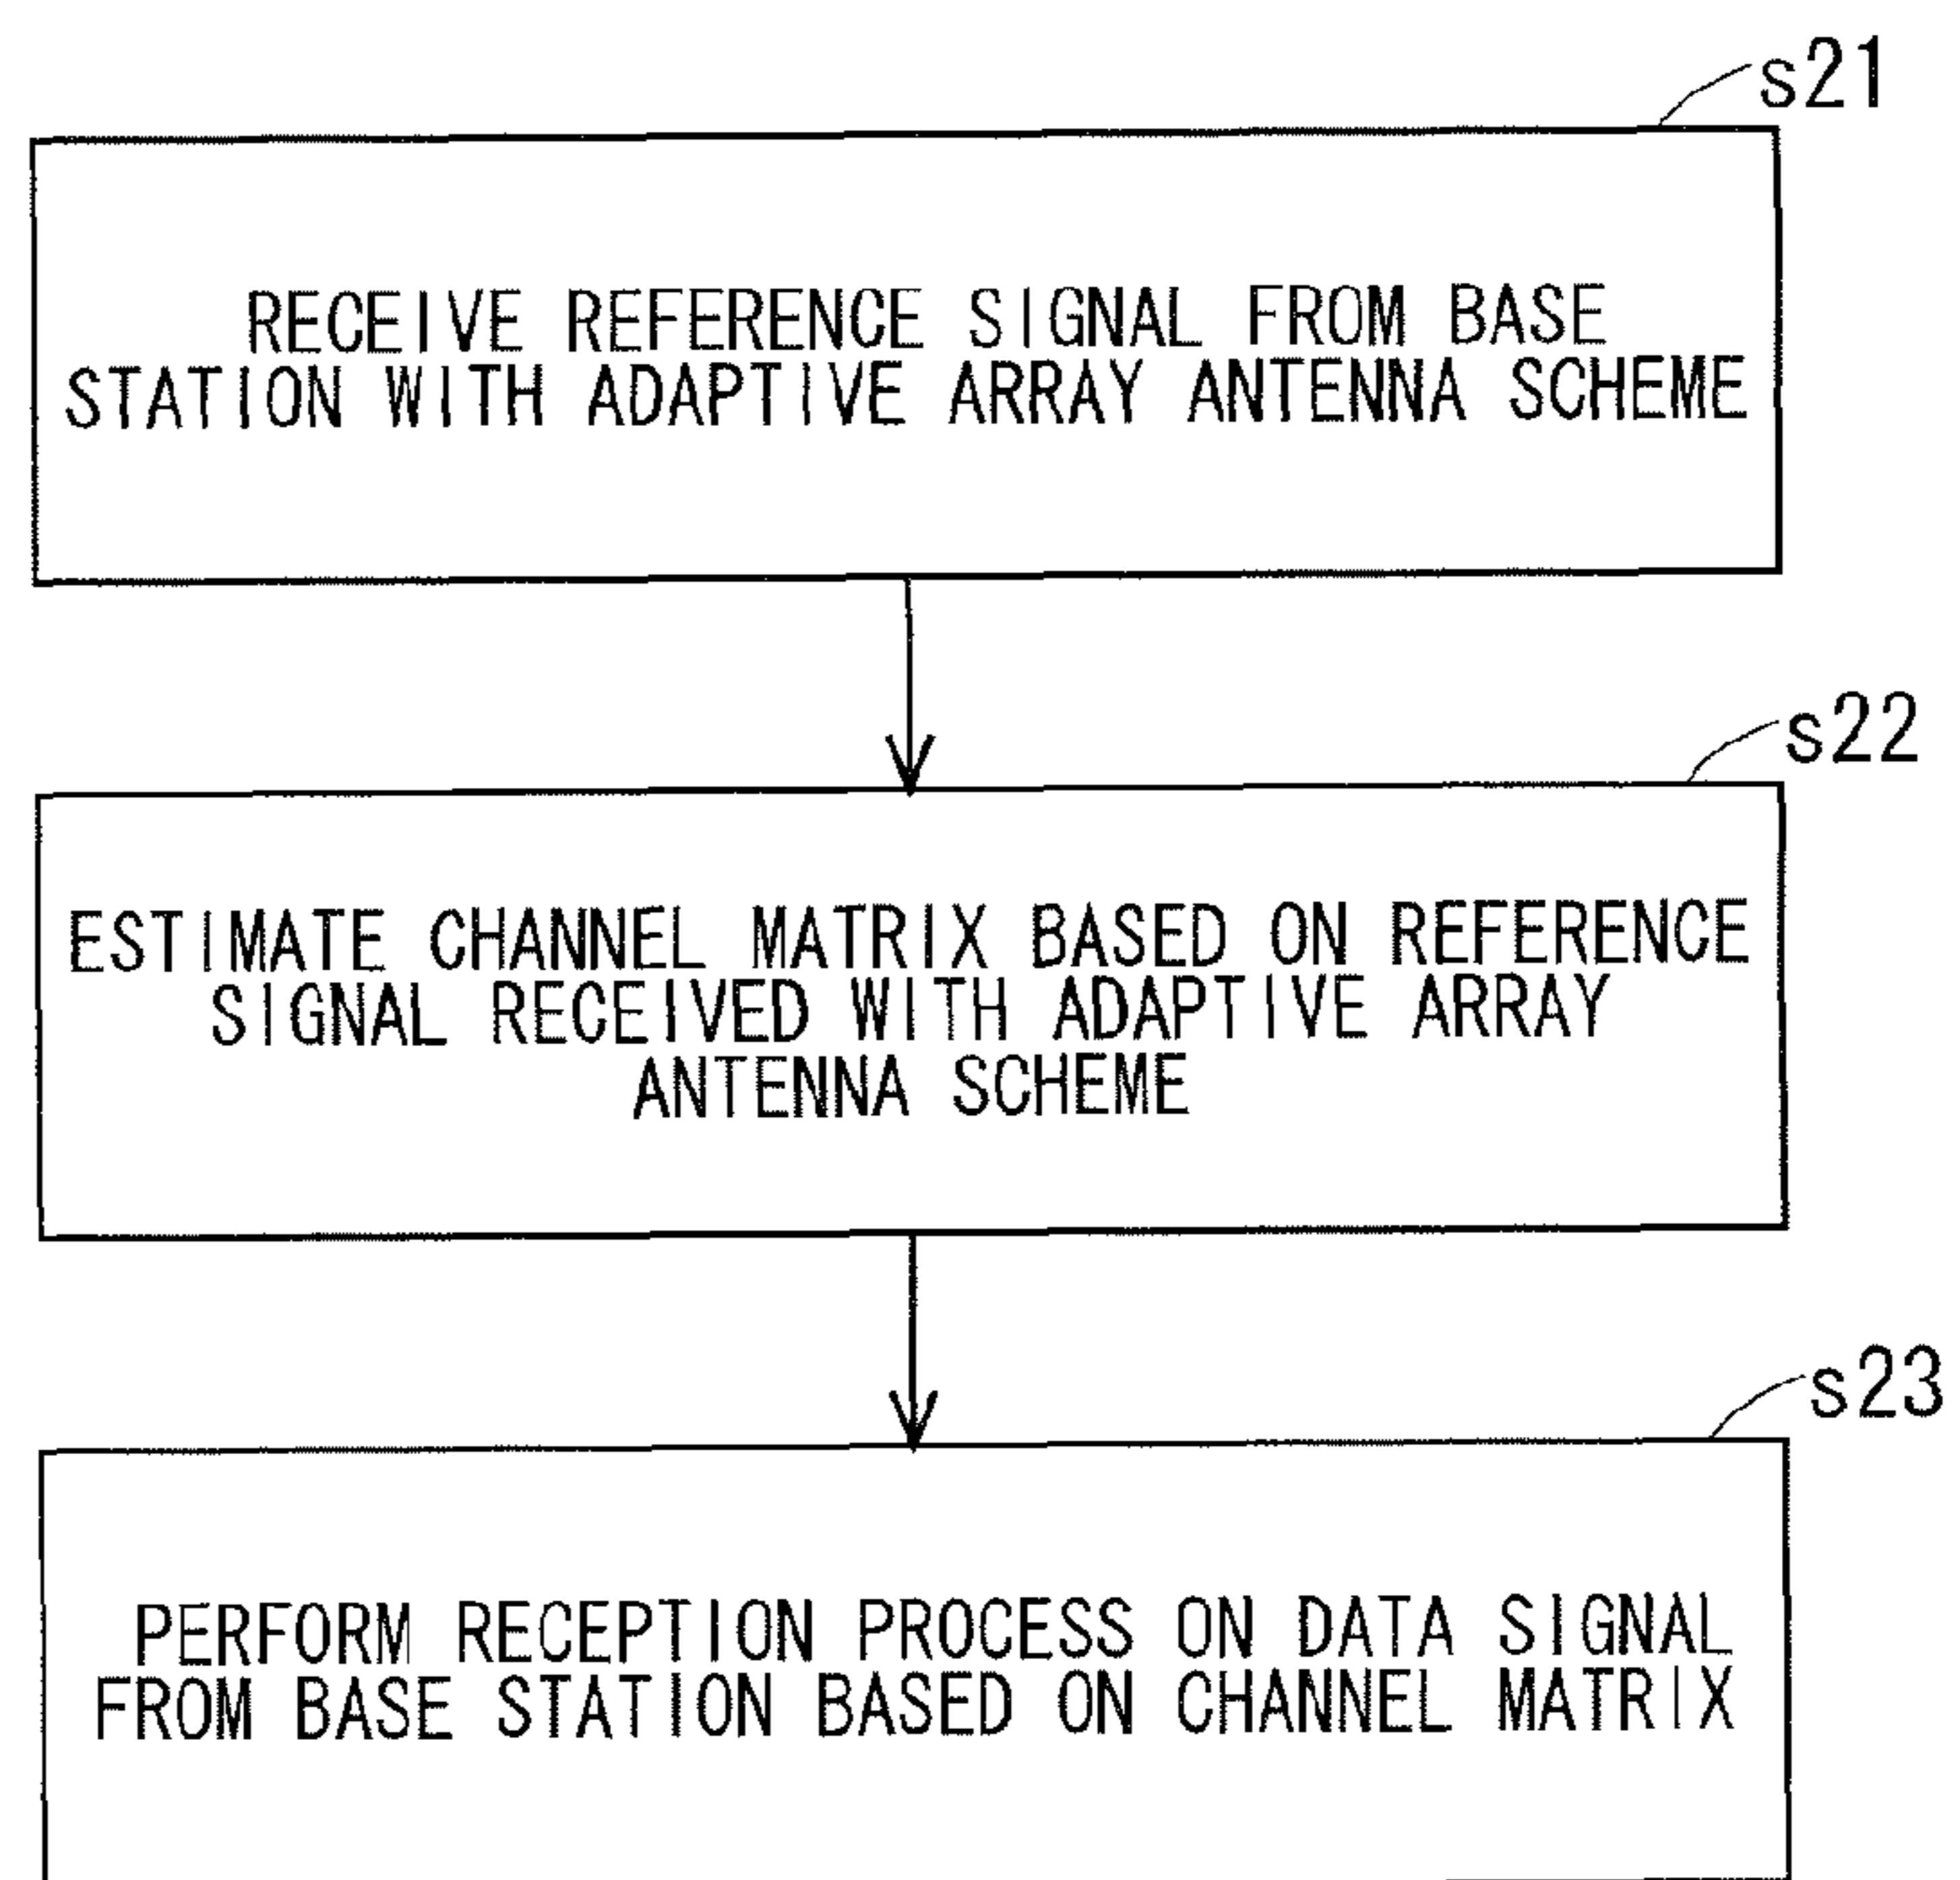 s21
RECEIVE REFERENCE SIGNAL FROM BASE
STATION WITH ADAPTIVE ARRAY ANTENNA SCHEME
s22
ESTIMATE CHANNEL MATRIX BASED ON REFERENCE
SIGNAL RECEIVED WITH ADAPTIVE ARRAY
ANTENNA SCHEME
s23
PERFORM RECEPTION PROCESS ON DATA SIGNAL
FROM BASE STATION BASED ON CHANNEL MATRIX